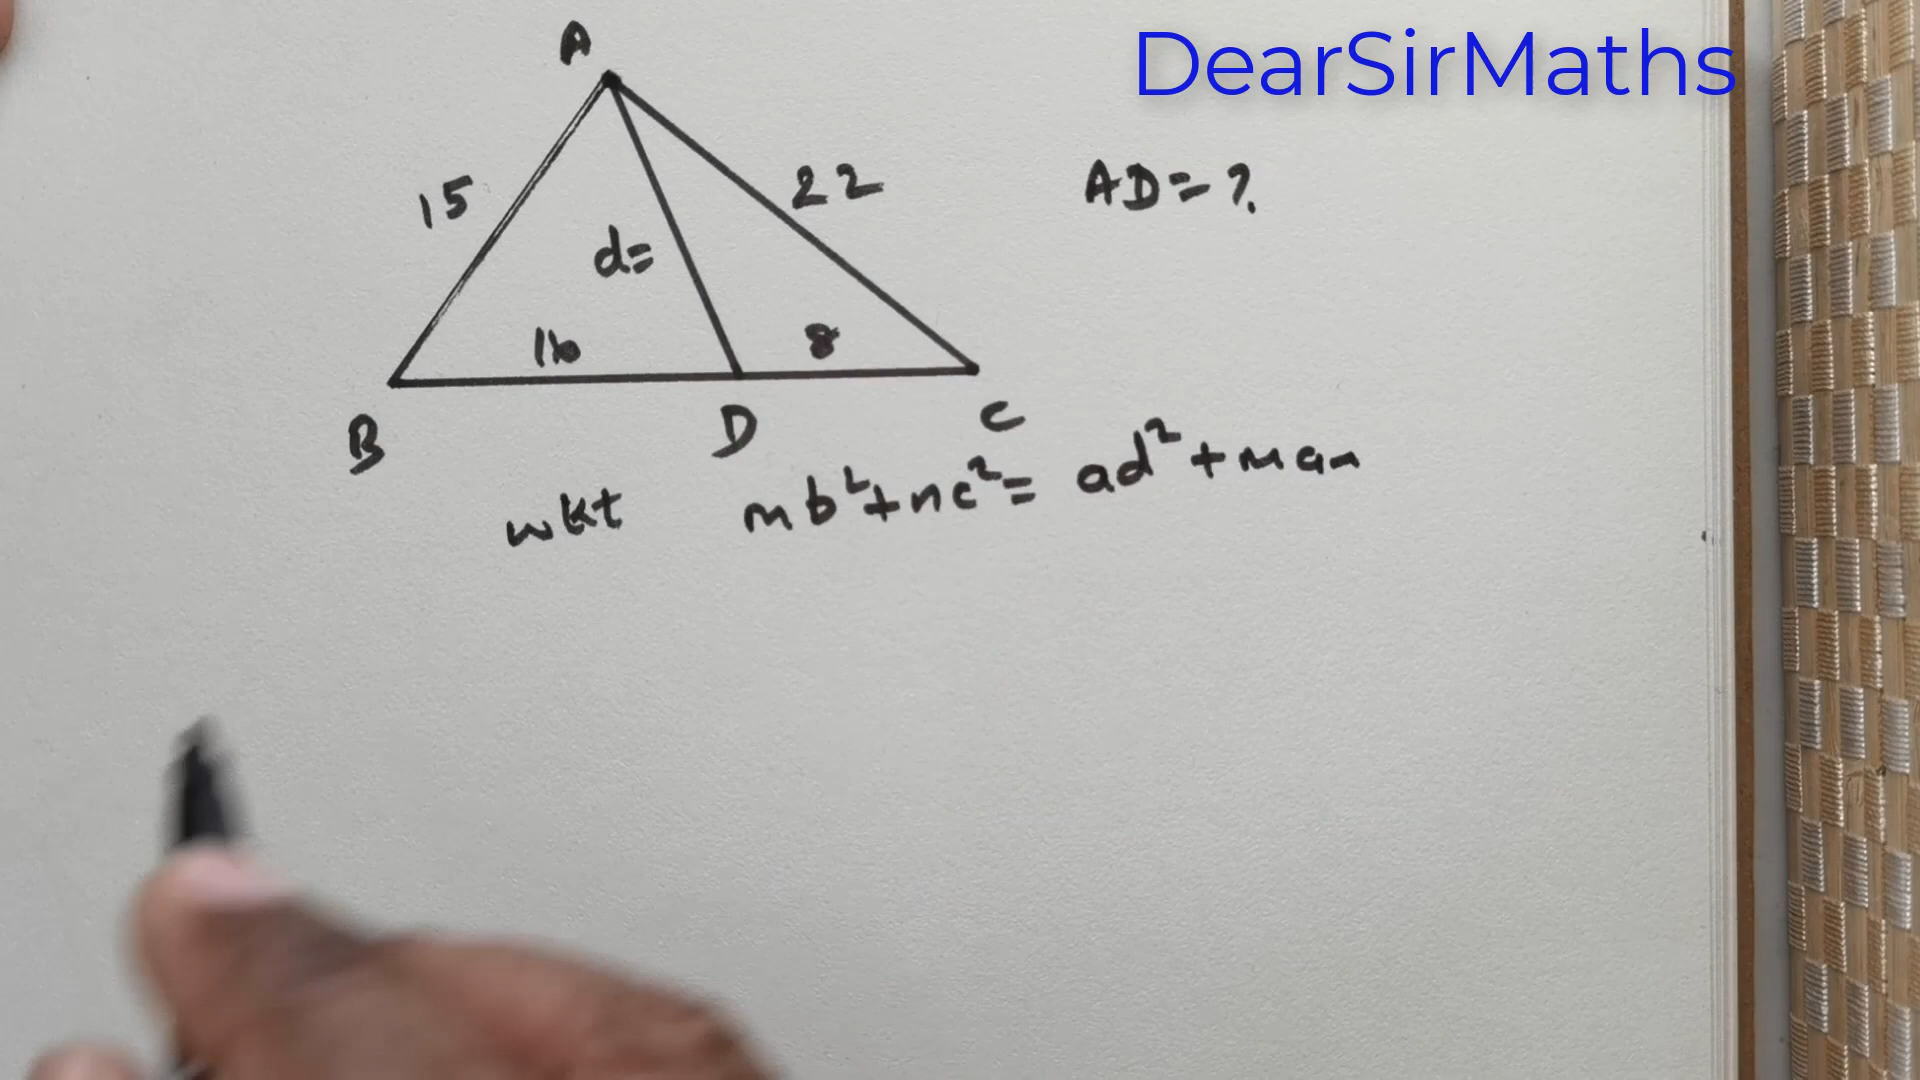 DearSirMaths
A
15
22
AD=?
d=
16
8
B
D
C
wkt mb²+nc²= ad²+man